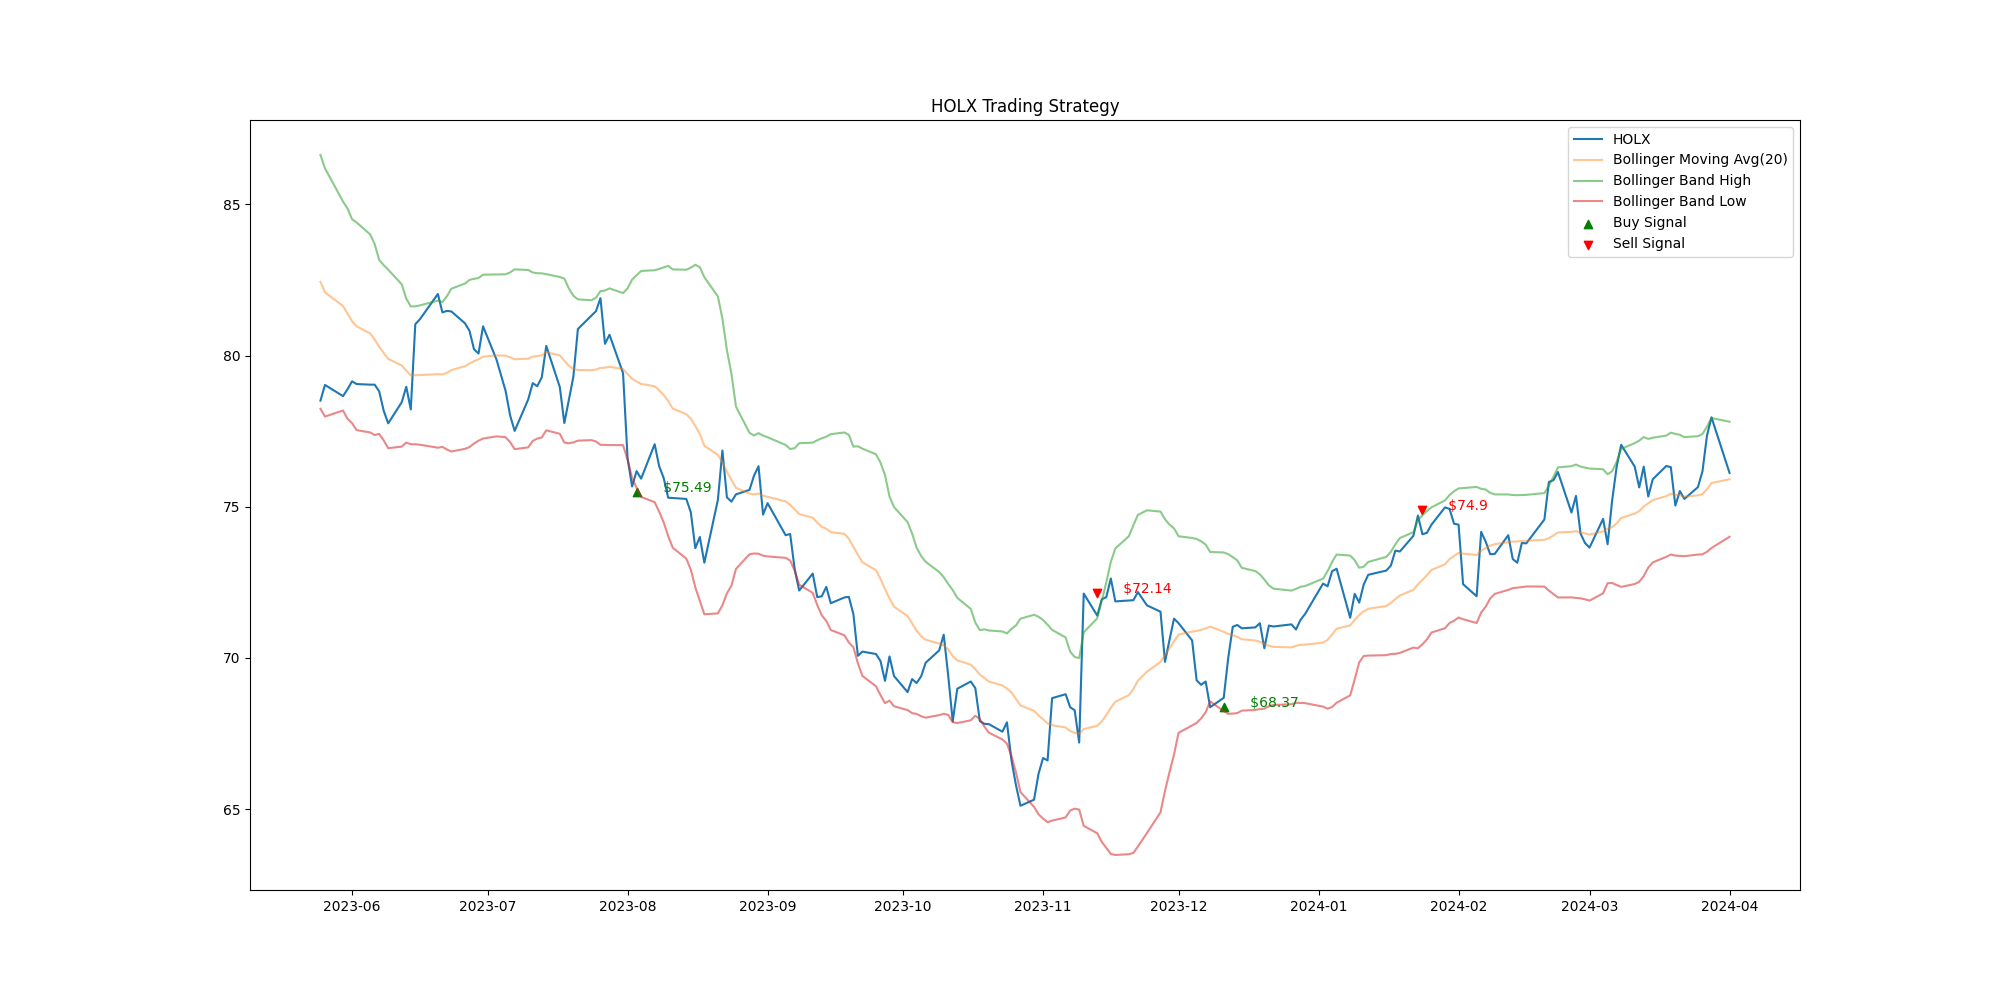 HOLX Trading Strategy
HOLX
Bollinger Moving Avg(20)
Bollinger Band High
Bollinger Band Low
Buy Signal
Sell Signal
85
80
75
70
65
$75.49
$74.9
$72.14
$68.37
2023-06 2023-07 2023-08 2023-09 2023-10 2023-11 2023-12 2024-01 2024-02 2024-03 2024-04